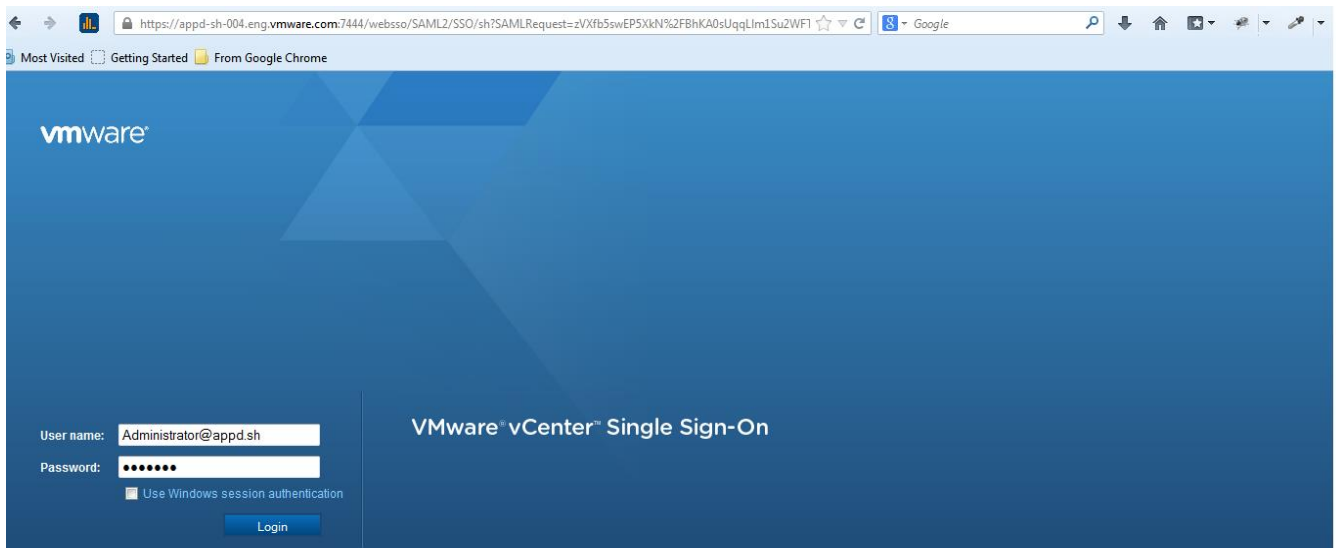 https://appd-sh-004.eng.vmware.com:7444/websso/SAML2/SSO/sh?SAMLRequest=zVXfb5swEP5XkN%2FBhKA0sUqqLlm1Su2WFT
Google
Most Visited Getting Started From Google Chrome
vmware®
User name: Administrator@appd.sh
VMware® vCenter™ Single Sign-On
Password: •••••••
Use Windows session authentication
Login